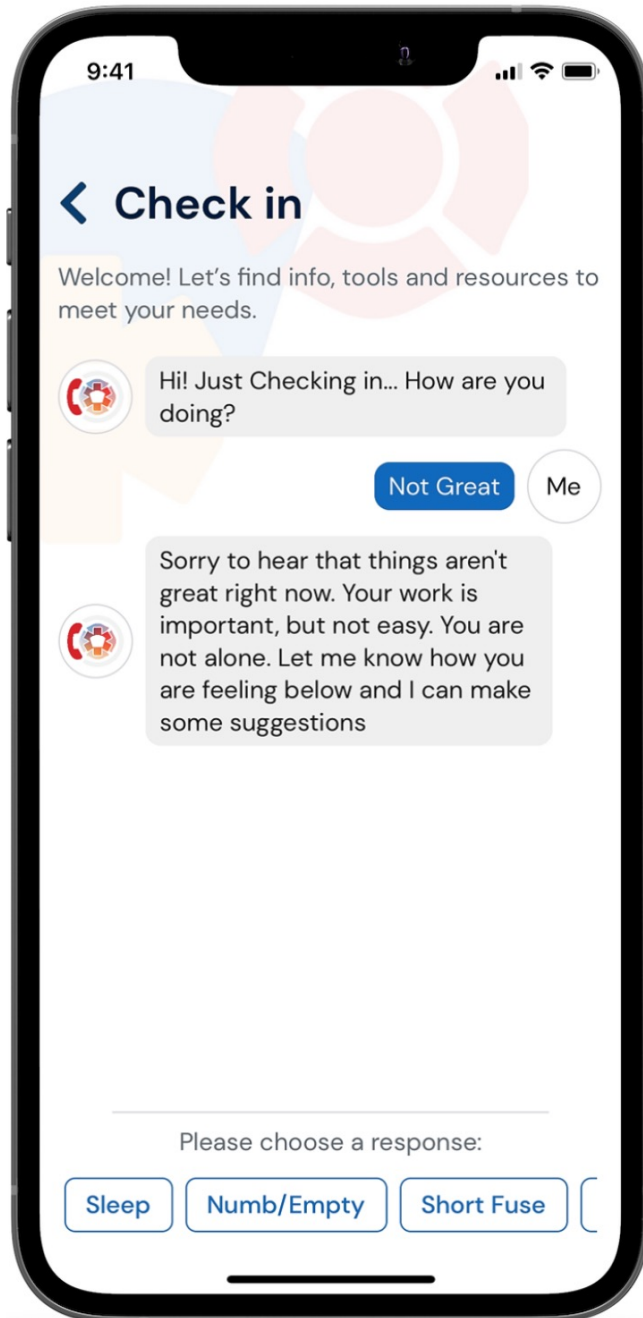 9:41
Check in
Welcome! Let’s find info, tools and resources to
meet your needs.
Hi! Just Checking in... How are you
doing?
Not Great
Me
Sorry to hear that things aren't
great right now. Your work is
important, but not easy. You are
not alone. Let me know how you
are feeling below and I can make
some suggestions
Please choose a response:
Sleep
Numb/Empty
Short Fuse